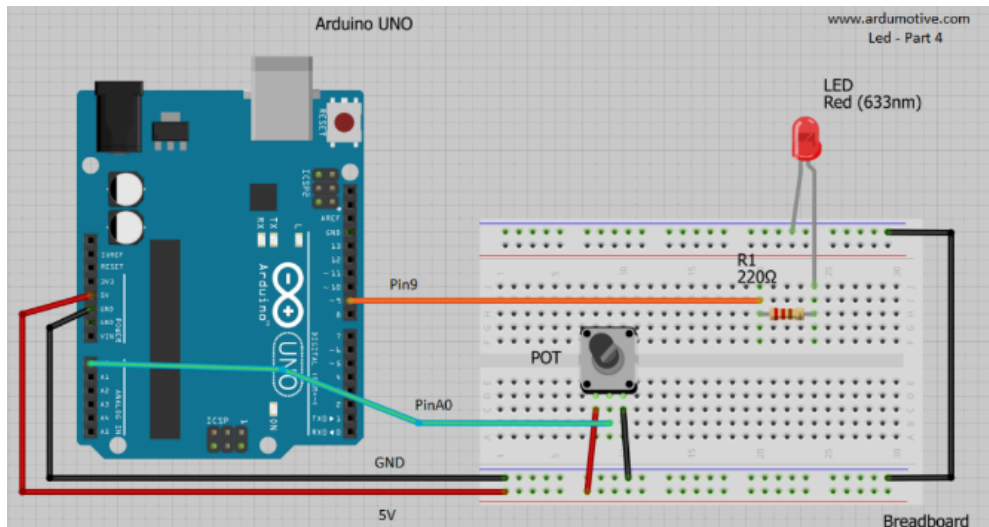 Arduino UNO
www.ardumotive.com
Led - Part 4
LED
Red (633nm)
RESET
ICSP2
AREF
GND
13
12
~11
~10
~9
8
7
~6
~5
4
~3
2
TXD►1
RXD◄0
TX
RX
L
Arduino
UNO
ON
DIGITAL (PWM~)
IOREF
RESET
3V3
5V
GND
GND
VIN
POWER
A1
A2
A3
A4
A5
ANALOG IN
ICSP
1
Pin9
R1
220Ω
POT
PinA0
GND
5V
Breadboard